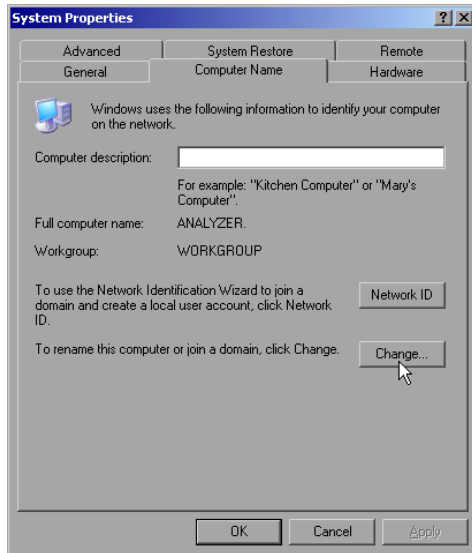 System Properties
Advanced
System Restore
Remote
General
Computer Name
Hardware
Windows uses the following information to identify your computer
on the network.
Computer description:
For example: "Kitchen Computer" or "Mary's
Computer".
Full computer name:
ANALYZER.
Workgroup:
WORKGROUP
To use the Network Identification Wizard to join a
domain and create a local user account, click Network
ID.
Network ID
To rename this computer or join a domain, click Change.
Change...
OK
Cancel
Apply